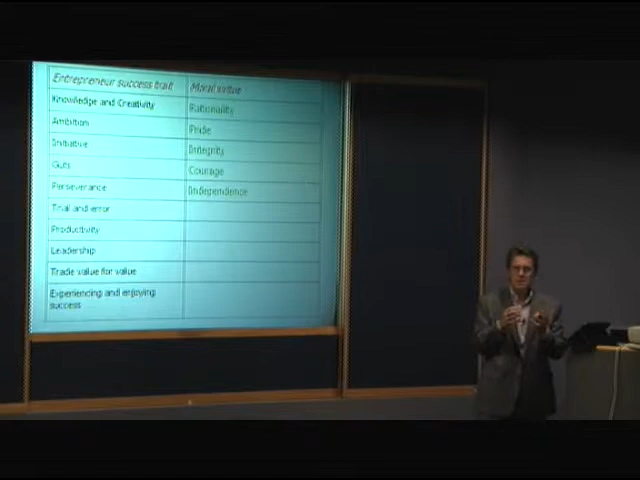 Entrepreneur success trait
Moral virtue
Knowledge and Creativity
Rationality
Ambition
Pride
Initiative
Integrity
Guts
Courage
Perseverance
Independence
Trial and error
Productivity
Leadership
Trade value for value
Experiencing and enjoying
success